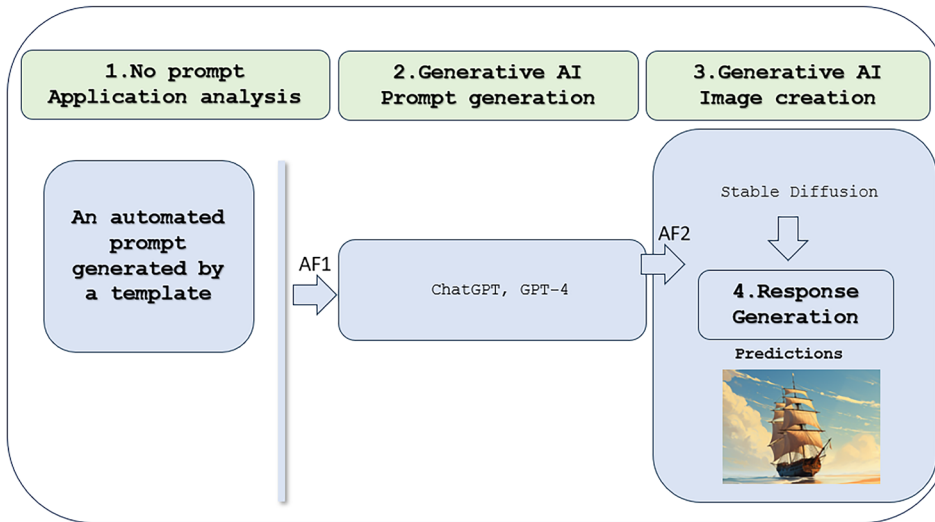 1.No prompt
Application analysis
2.Generative AI
Prompt generation
3.Generative AI
Image creation
An automated
prompt
generated by
a template
AF1
ChatGPT, GPT-4
AF2
Stable Diffusion
4.Response
Generation
Predictions